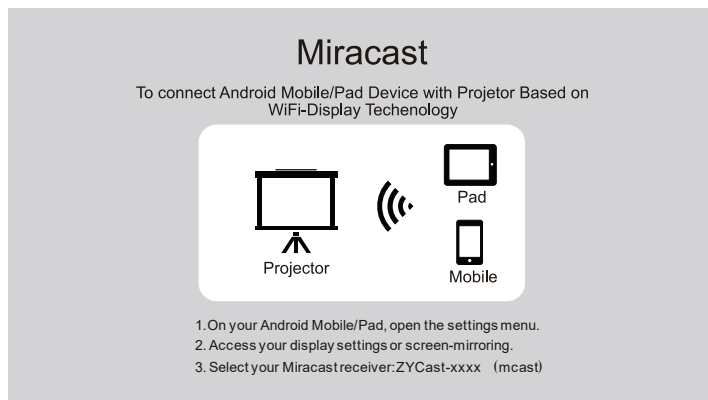 Miracast
To connect Android Mobile/Pad Device with Projetor Based on
WiFi-Display Techenology
Pad
Projector
Mobile
1. On your Android Mobile/Pad, open the settings menu.
2. Access your display settings or screen-mirroring.
3. Select your Miracast receiver:ZYCast-xxxx (mcast)